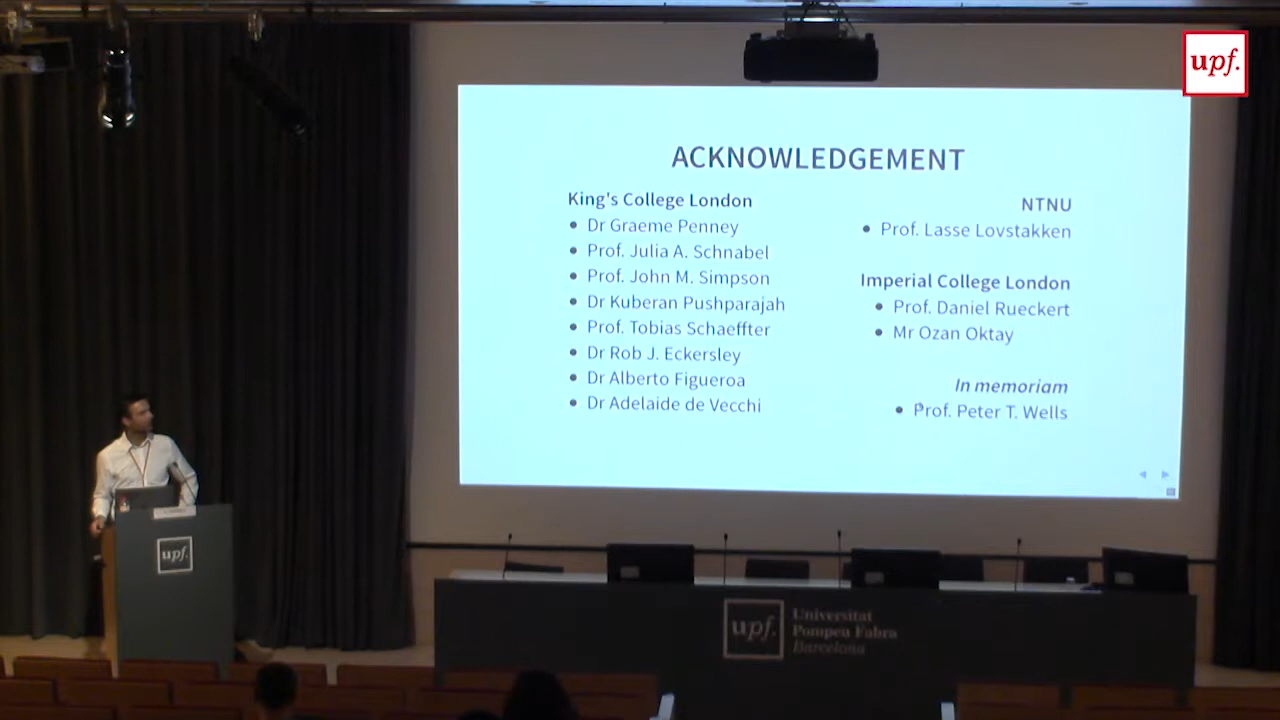 upf.
ACKNOWLEDGEMENT
King's College London
• Dr Graeme Penney
• Prof. Julia A. Schnabel
• Prof. John M. Simpson
• Dr Kuberan Pushparajah
• Prof. Tobias Schaeffter
• Dr Rob J. Eckersley
• Dr Alberto Figueroa
• Dr Adelaide de Vecchi
NTNU
• Prof. Lasse Lovstakken
Imperial College London
• Prof. Daniel Rueckert
• Mr Ozan Oktay
In memoriam
• Prof. Peter T. Wells
upf.
upf.
Universitat
Pompeu Fabra
Barcelona